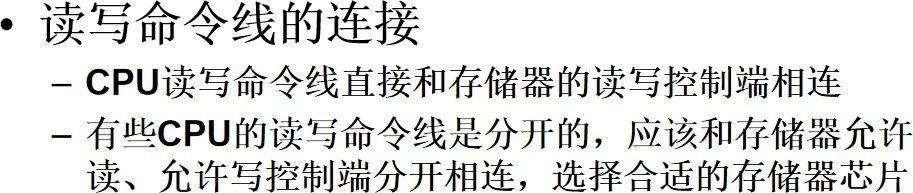 • 读写命令线的连接
– CPU读写命令线直接和存储器的读写控制端相连
– 有些CPU的读写命令线是分开的，应该和存储器允许
读、允许写控制端分开相连，选择合适的存储器芯片